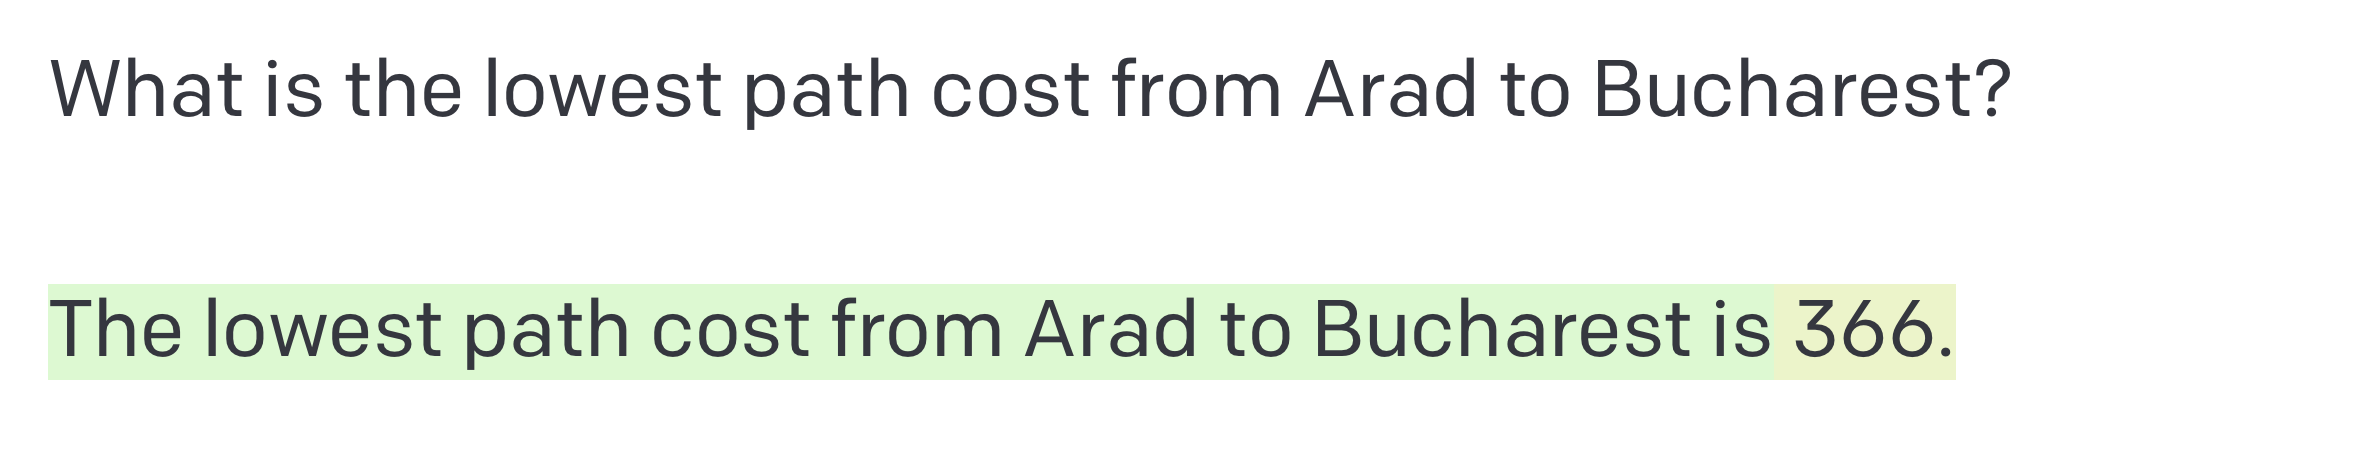 What is the lowest path cost from Arad to Bucharest?
The lowest path cost from Arad to Bucharest is 366.